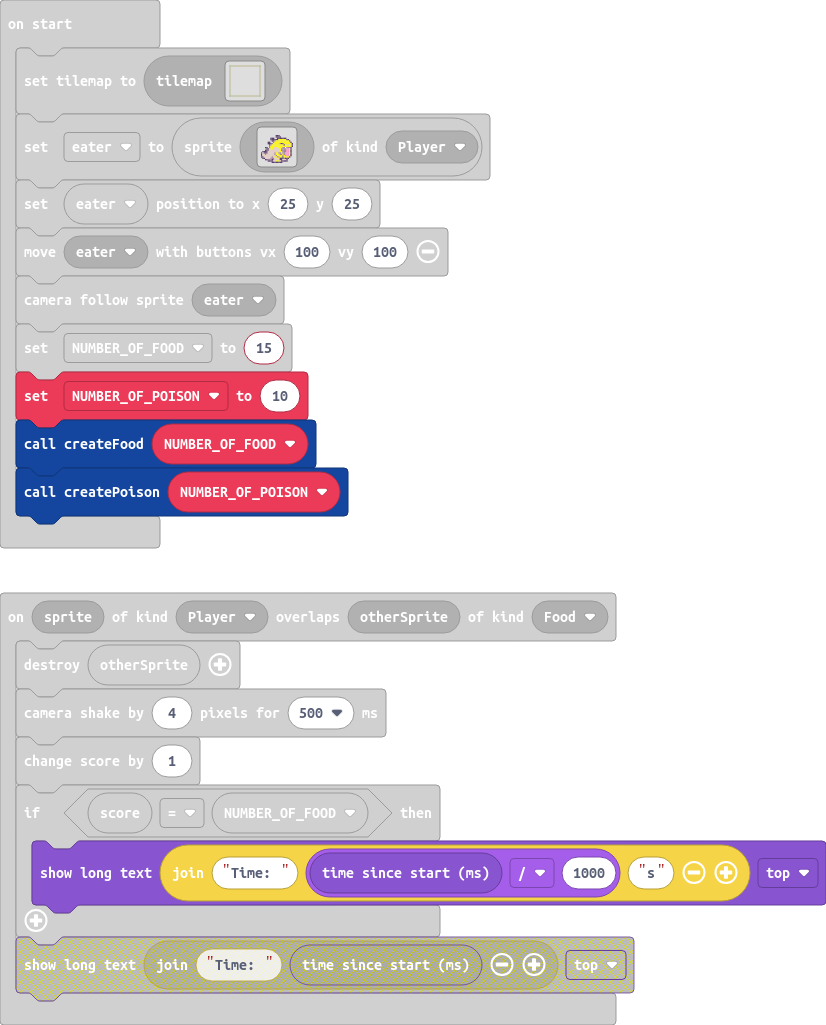 on start
set tilemap to tilemap
set eater to sprite of kind Player
set eater position to x 25 y 25
move eater with buttons vx 100 vy 100
camera follow sprite eater
set NUMBER_OF_FOOD to 15
set NUMBER_OF_POISON to 10
call createFood NUMBER_OF_FOOD
call createPoison NUMBER_OF_POISON
on sprite of kind Player overlaps otherSprite of kind Food
destroy otherSprite
camera shake by 4 pixels for 500 ms
change score by 1
if score = NUMBER_OF_FOOD then
show long text join "Time: " time since start (ms) / 1000 "s" top
show long text join "Time: " time since start (ms) top